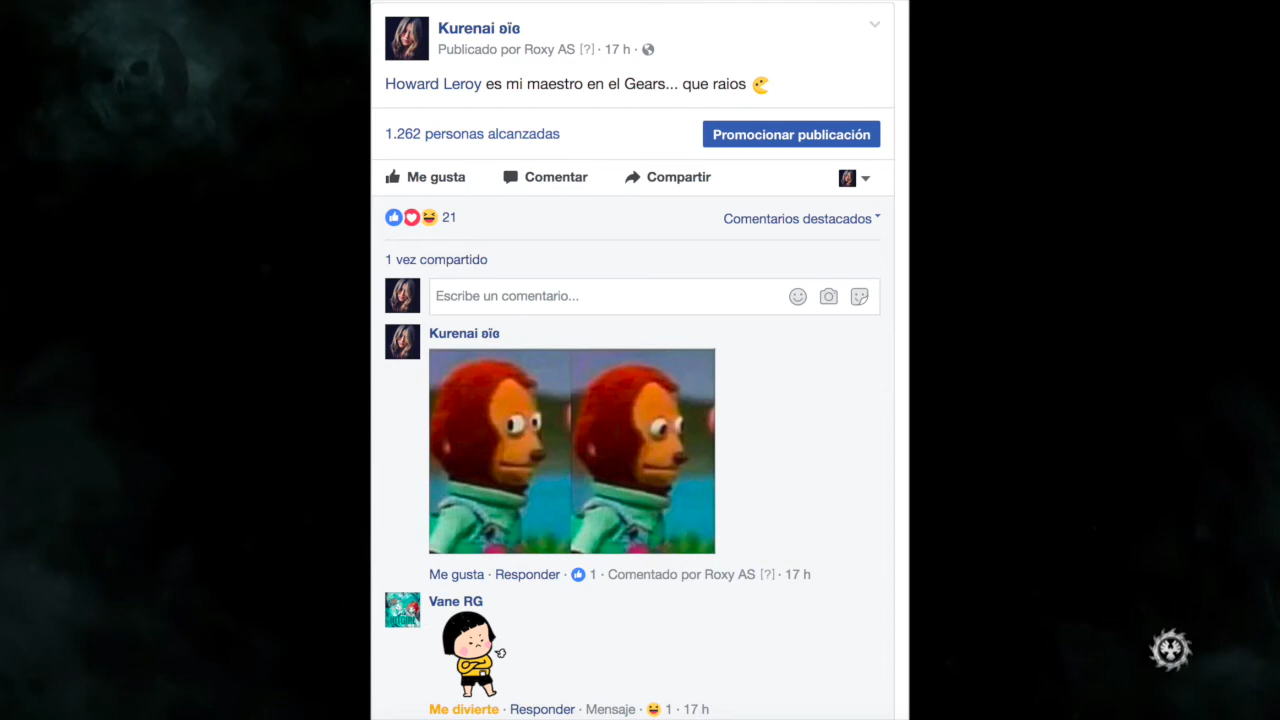 Kurenai ʚïɞ
Publicado por Roxy AS [?] · 17 h ·
Howard Leroy es mi maestro en el Gears... que raios
1.262 personas alcanzadas
Promocionar publicación
Me gusta Comentar Compartir
21
Comentarios destacados
1 vez compartido
Escribe un comentario...
Kurenai ʚïɞ
Me gusta · Responder · 1 · Comentado por Roxy AS [?] · 17 h
Vane RG
Me divierte · Responder · Mensaje · 1 · 17 h